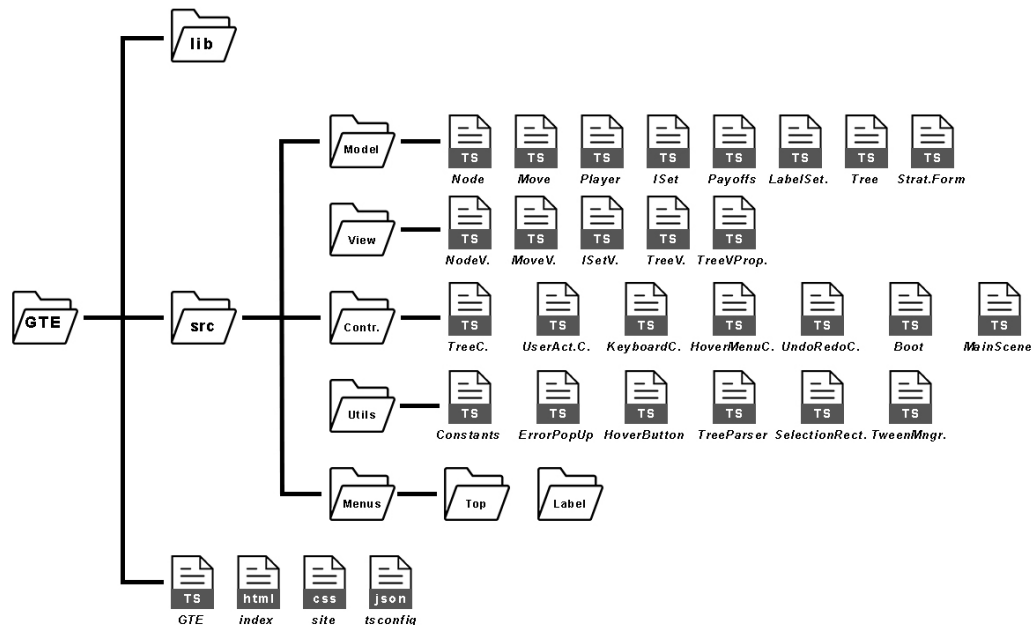 lib
Model
TS TS TS TS TS TS TS TS
Node Move Player ISet Payoffs LabelSet. Tree Strat.Form
View
TS TS TS TS TS
NodeV. MoveV. ISetV. TreeV. TreeVProp.
GTE
src
Contr.
TS TS TS TS TS TS TS
TreeC. UserAct.C. KeyboardC. HoverMenuC. UndoRedoC. Boot MainScene
Utils
TS TS TS TS TS TS
Constants ErrorPopUp HoverButton TreeParser SelectionRect. TweenMngr.
Menus
Top
Label
TS html css json
GTE index site tsconfig